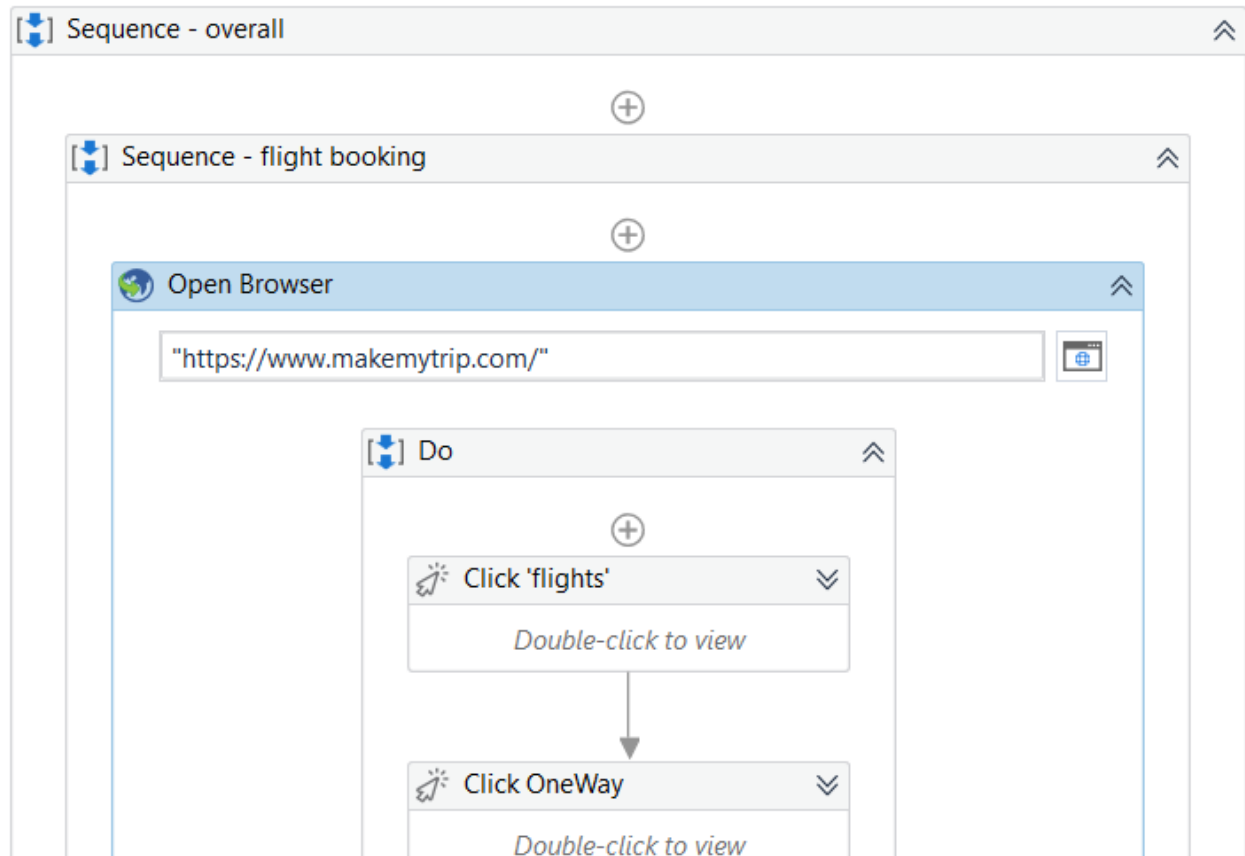 Sequence - overall
Sequence - flight booking
Open Browser
"https://www.makemytrip.com/"
Do
Click 'flights'
Double-click to view
Click OneWay
Double-click to view